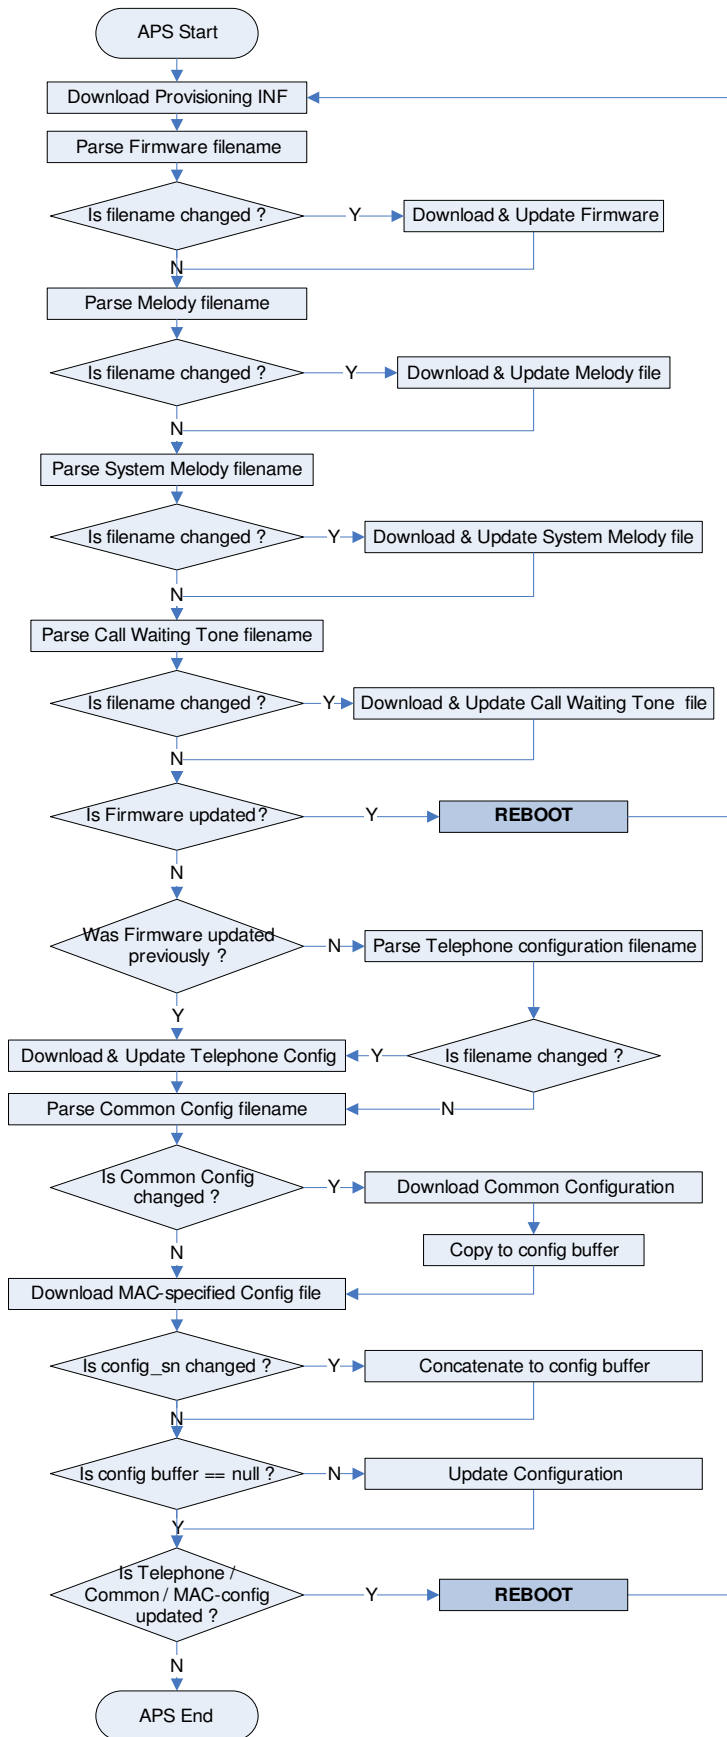 APS Start
Download Provisioning INF
Parse Firmware filename
Is filename changed ?
Y
Download & Update Firmware
N
Parse Melody filename
Is filename changed ?
Y
Download & Update Melody file
N
Parse System Melody filename
Is filename changed ?
Y
Download & Update System Melody file
N
Parse Call Waiting Tone filename
Is filename changed ?
Y
Download & Update Call Waiting Tone  file
N
Is Firmware updated?
Y
REBOOT
N
Was Firmware updated
previously ?
N
Parse Telephone configuration filename
Y
Download & Update Telephone Config
Y
Is filename changed ?
Parse Common Config filename
N
Is Common Config
changed ?
Y
Download Common Configuration
N
Copy to config buffer
Download MAC-specified Config file
Is config_sn changed ?
Y
Concatenate to config buffer
N
Is config buffer == null ?
N
Update Configuration
Y
Is Telephone /
Common / MAC-config
updated ?
Y
REBOOT
N
APS End